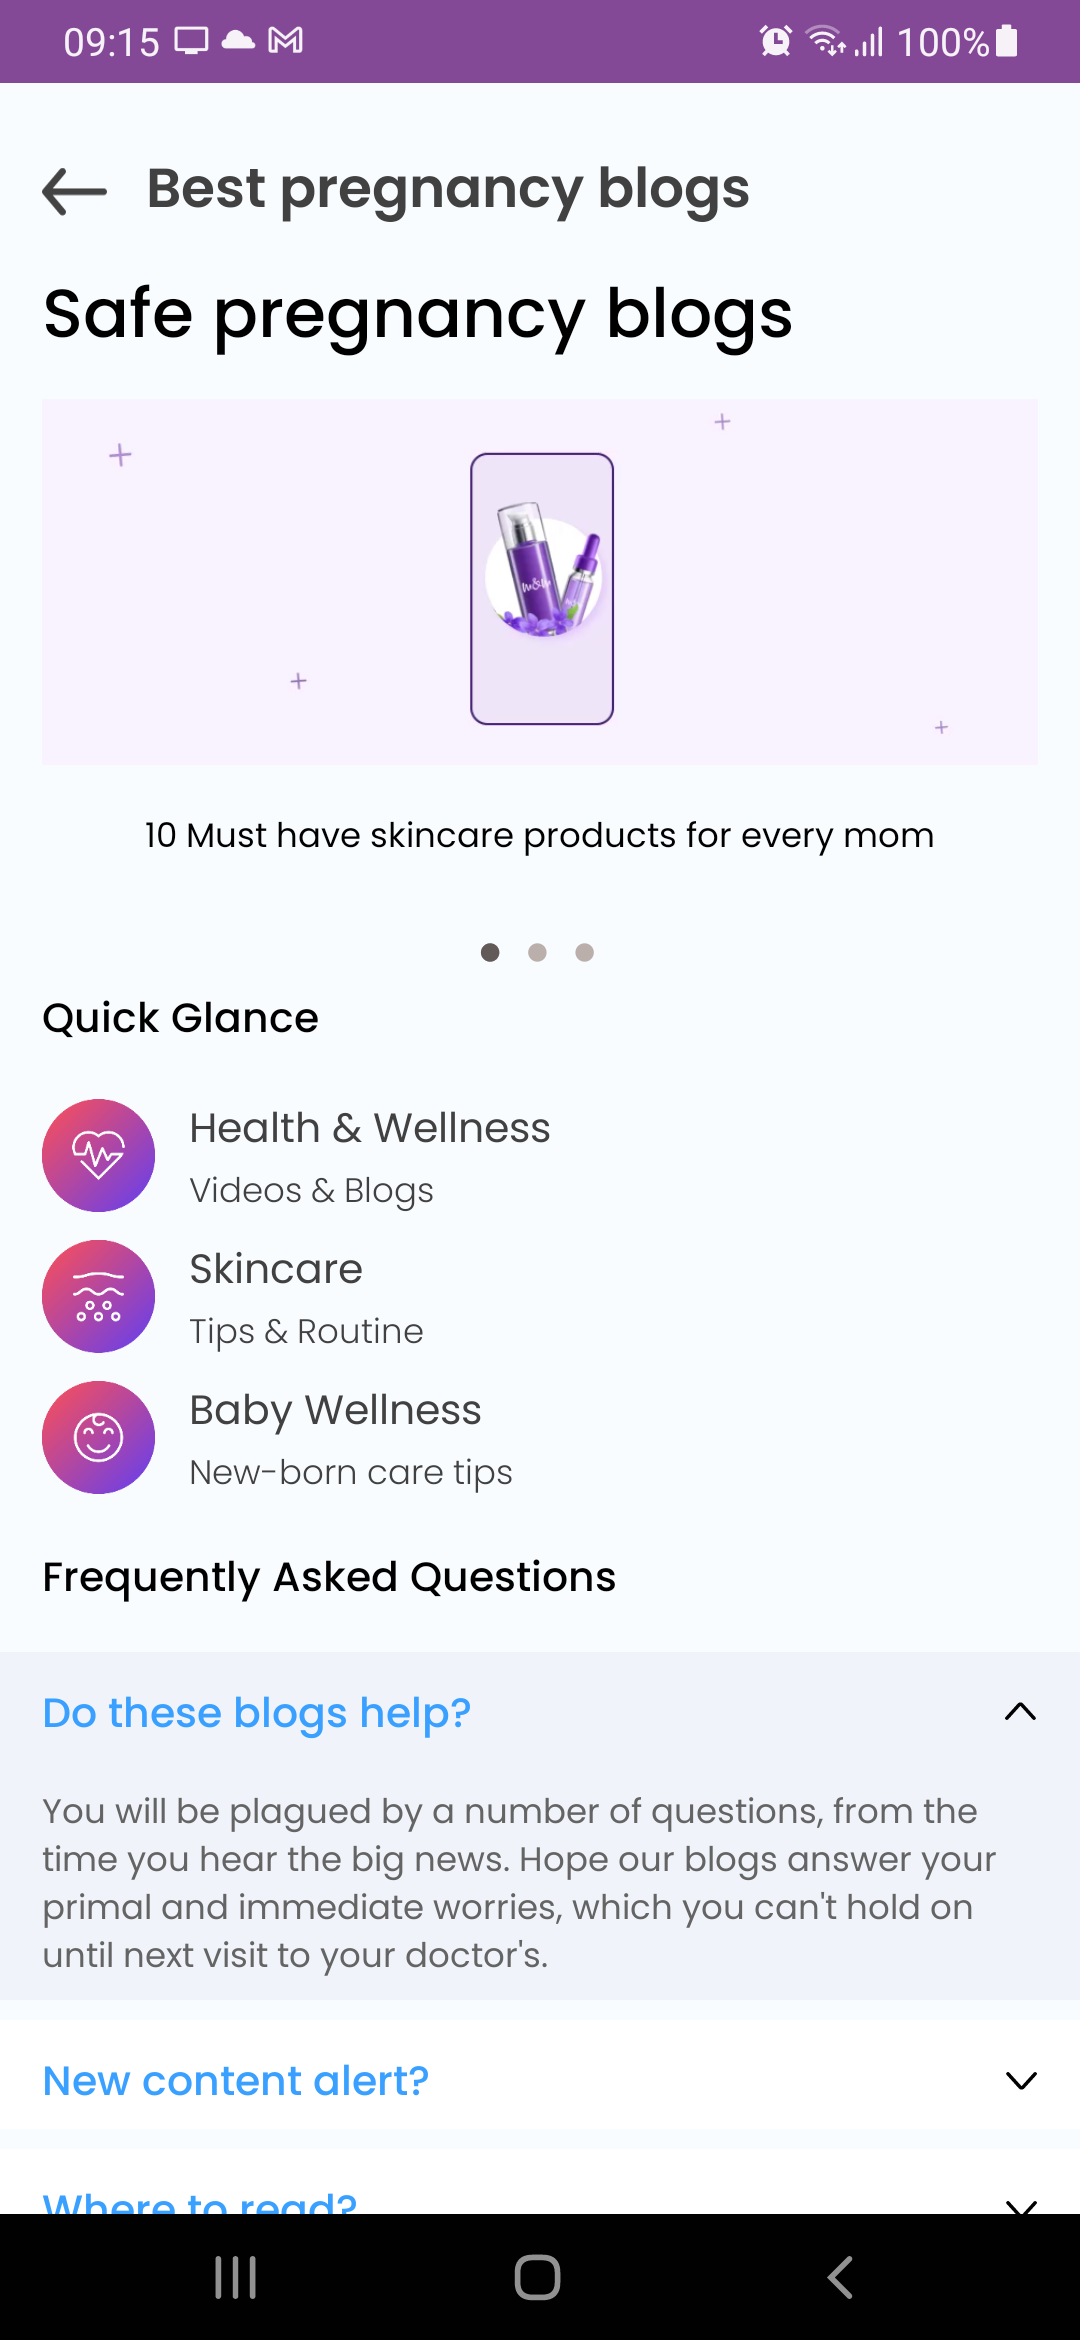 09:15
100%
Best pregnancy blogs
Safe pregnancy blogs
10 Must have skincare products for every mom
Quick Glance
Health & Wellness
Videos & Blogs
Skincare
Tips & Routine
Baby Wellness
New-born care tips
Frequently Asked Questions
Do these blogs help?
You will be plagued by a number of questions, from the
time you hear the big news. Hope our blogs answer your
primal and immediate worries, which you can't hold on
until next visit to your doctor's.
New content alert?
Where to read?